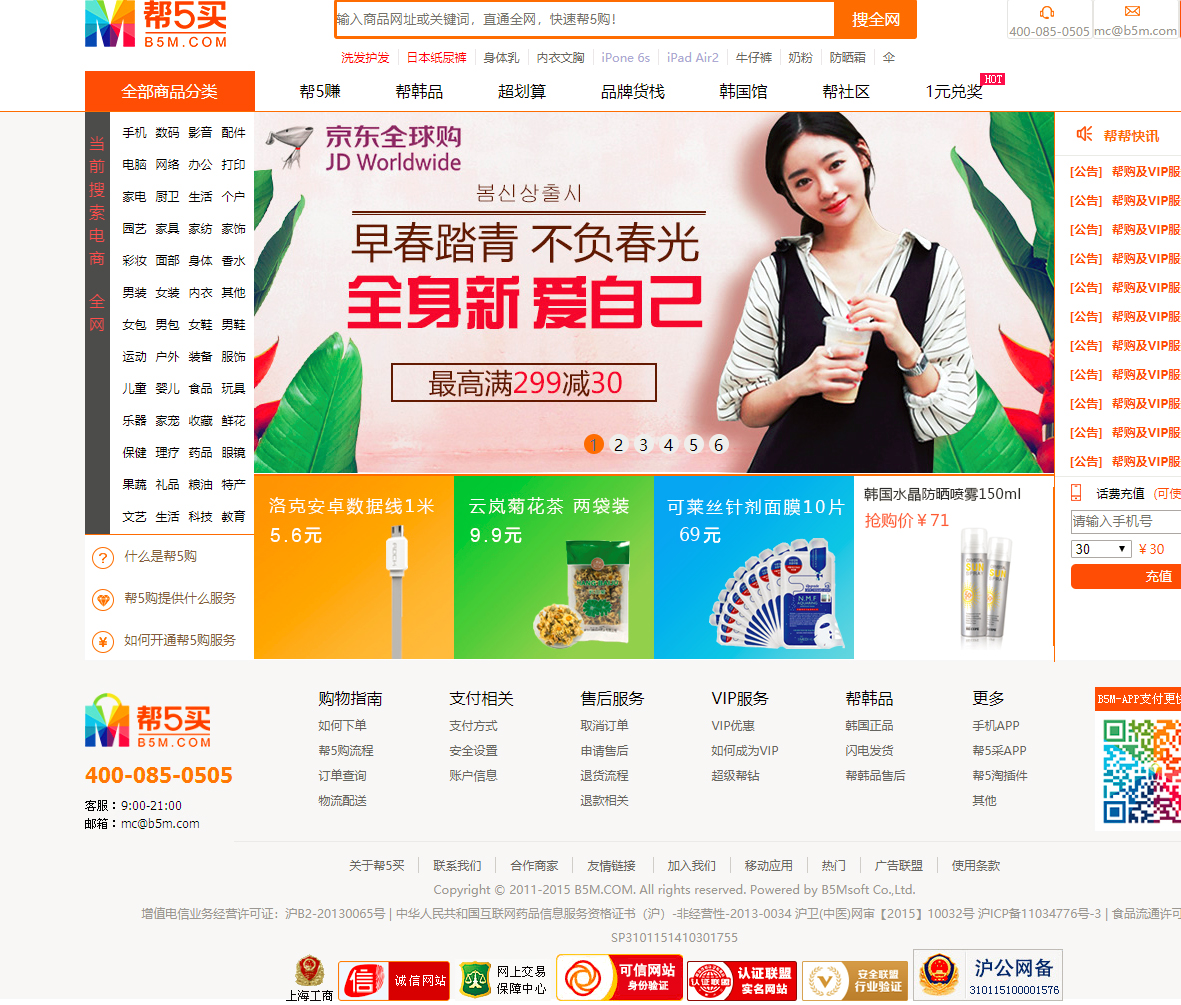 帮5买
B5M.COM
输入商品网址或关键词，直通全网，快速帮5购！
搜全网
400-085-0505
mc@b5m.com
洗发护发 日本纸尿裤 身体乳 内衣文胸 iPone 6s iPad Air2 牛仔裤 奶粉 防晒霜 伞
全部商品分类 帮5赚 帮韩品 超划算 品牌货栈 韩国馆 帮社区 1元兑奖 HOT
当前搜索电商 全网
手机 数码 影音 配件
电脑 网络 办公 打印
家电 厨卫 生活 个户
园艺 家具 家纺 家饰
彩妆 面部 身体 香水
男装 女装 内衣 其他
女包 男包 女鞋 男鞋
运动 户外 装备 服饰
儿童 婴儿 食品 玩具
乐器 家宠 收藏 鲜花
保健 理疗 药品 眼镜
果蔬 礼品 粮油 特产
文艺 生活 科技 教育
什么是帮5购
帮5购提供什么服务
如何开通帮5购服务
京东全球购
JD Worldwide
봄신상출시
早春踏青 不负春光
全身新 爱自己
最高满299减30
1 2 3 4 5 6
洛克安卓数据线1米
5.6元
云岚菊花茶 两袋装
9.9元
可莱丝针剂面膜10片
69元
N.M.F
韩国水晶防晒喷雾150ml
抢购价￥71
SUN
SUN
帮帮快讯
[公告] 帮购及VIP服
[公告] 帮购及VIP服
[公告] 帮购及VIP服
[公告] 帮购及VIP服
[公告] 帮购及VIP服
[公告] 帮购及VIP服
[公告] 帮购及VIP服
[公告] 帮购及VIP服
[公告] 帮购及VIP服
[公告] 帮购及VIP服
[公告] 帮购及VIP服
话费充值 (可使
请输入手机号
30 ￥30
充值
帮5买
B5M.COM
400-085-0505
客服：9:00-21:00
邮箱：mc@b5m.com
购物指南
如何下单
帮5购流程
订单查询
物流配送
支付相关
支付方式
安全设置
账户信息
售后服务
取消订单
申请售后
退货流程
退款相关
VIP服务
VIP优惠
如何成为VIP
超级帮钻
帮韩品
韩国正品
闪电发货
帮韩品售后
更多
手机APP
帮5采APP
帮5淘插件
其他
B5M-APP支付更快
关于帮5买 联系我们 合作商家 友情链接 加入我们 移动应用 热门 广告联盟 使用条款
Copyright © 2011-2015 B5M.COM. All rights reserved. Powered by B5Msoft Co.,Ltd.
增值电信业务经营许可证：沪B2-20130065号 | 中华人民共和国互联网药品信息服务资格证书（沪）-非经营性-2013-0034 沪卫(中医)网审【2015】10032号 沪ICP备11034776号-3 | 食品流通许可
SP3101151410301755
上海工商
信 诚信网站
网上交易
保障中心
可信网站
身份验证
认证联盟
认证联盟
实名网站
安全联盟
行业验证
沪公网备
310115100001576